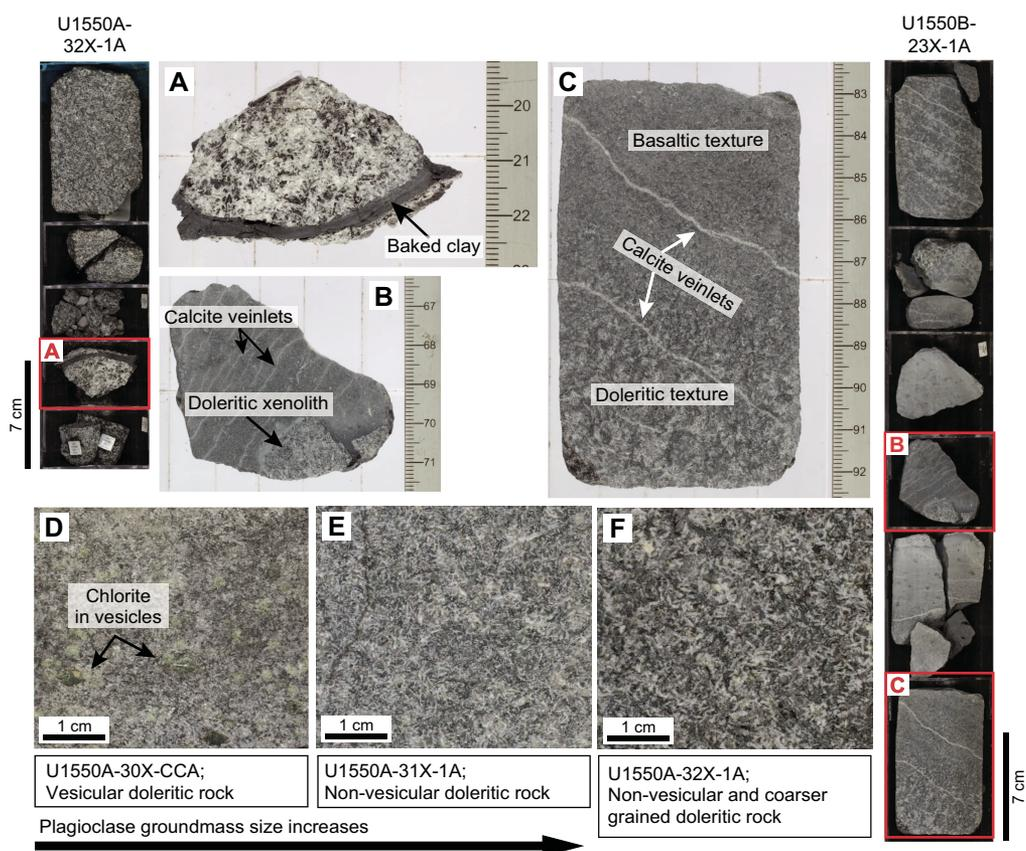 U1550A-
32X-1A
U1550B-
23X-1A
A
20
21
22
Baked clay
B
67
68
69
70
71
Calcite veinlets
Doleritic xenolith
C
83
84
85
86
87
88
89
90
91
92
Basaltic texture
Calcite veinlets
Doleritic texture
A
7 cm
B
C
7 cm
D
Chlorite
in vesicles
1 cm
E
1 cm
F
1 cm
U1550A-30X-CCA;
Vesicular doleritic rock
U1550A-31X-1A;
Non-vesicular doleritic rock
U1550A-32X-1A;
Non-vesicular and coarser
grained doleritic rock
Plagioclase groundmass size increases